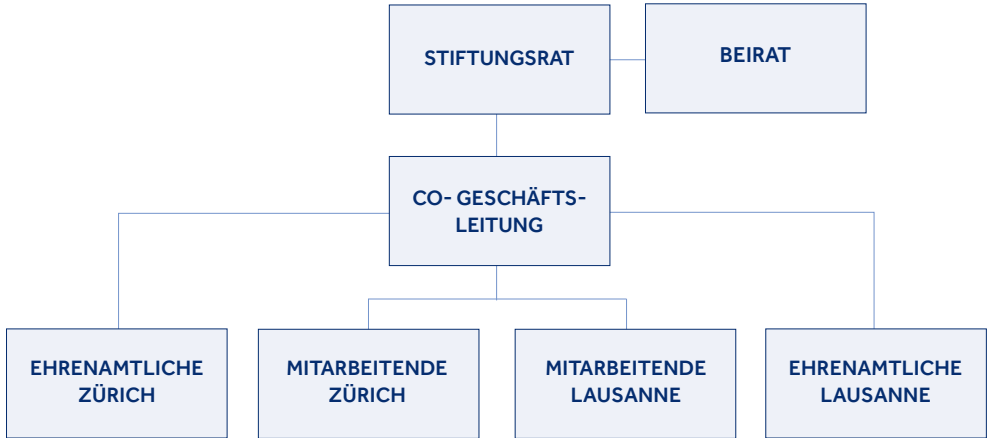 STIFTUNGSRAT
BEIRAT
CO- GESCHÄFTS-
LEITUNG
EHRENAMTLICHE
ZÜRICH
MITARBEITENDE
ZÜRICH
MITARBEITENDE
LAUSANNE
EHRENAMTLICHE
LAUSANNE